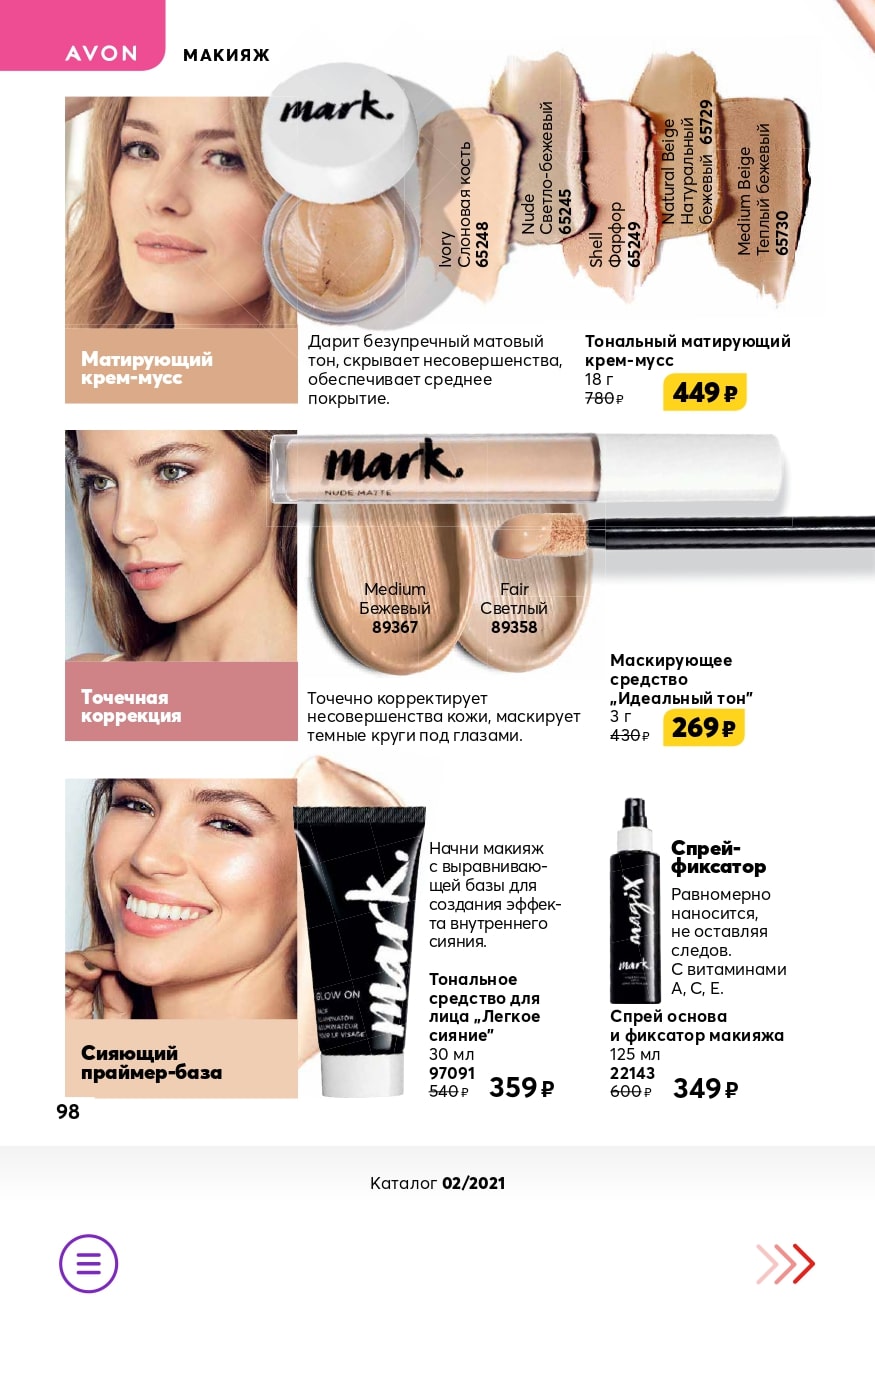 AVON
МАКИЯЖ
mark.
Ivory
Слоновая кость
65248
Nude
Светло-бежевый
65245
Shell
Фарфор
65249
Natural Beige
Натуральный
бежевый 65729
Medium Beige
Теплый бежевый
65730
Матирующий
крем-мусс
Дарит безупречный матовый
тон, скрывает несовершенства,
обеспечивает среднее
покрытие.
Тональный матирующий
крем-мусс
18 г
780 ₽
449 ₽
mark.
NUDE MATTE
Medium
Бежевый
89367
Fair
Светлый
89358
Точечная
коррекция
Точечно корректирует
несовершенства кожи, маскирует
темные круги под глазами.
Маскирующее
средство
„Идеальный тон”
3 г
430 ₽
269 ₽
Сияющий
праймер-база
mark.
GLOW ON
FACE
ILLUMINATOR
ILLUMINATEUR
POUR LE VISAGE
Начни макияж
с выравниваю-
щей базы для
создания эффек-
та внутреннего
сияния.
Тональное
средство для
лица „Легкое
сияние”
30 мл
97091
540 ₽
359 ₽
magix
mark.
Спрей-
фиксатор
Равномерно
наносится,
не оставляя
следов.
С витаминами
А, С, Е.
Спрей основа
и фиксатор макияжа
125 мл
22143
600 ₽
349 ₽
98
Каталог 02/2021